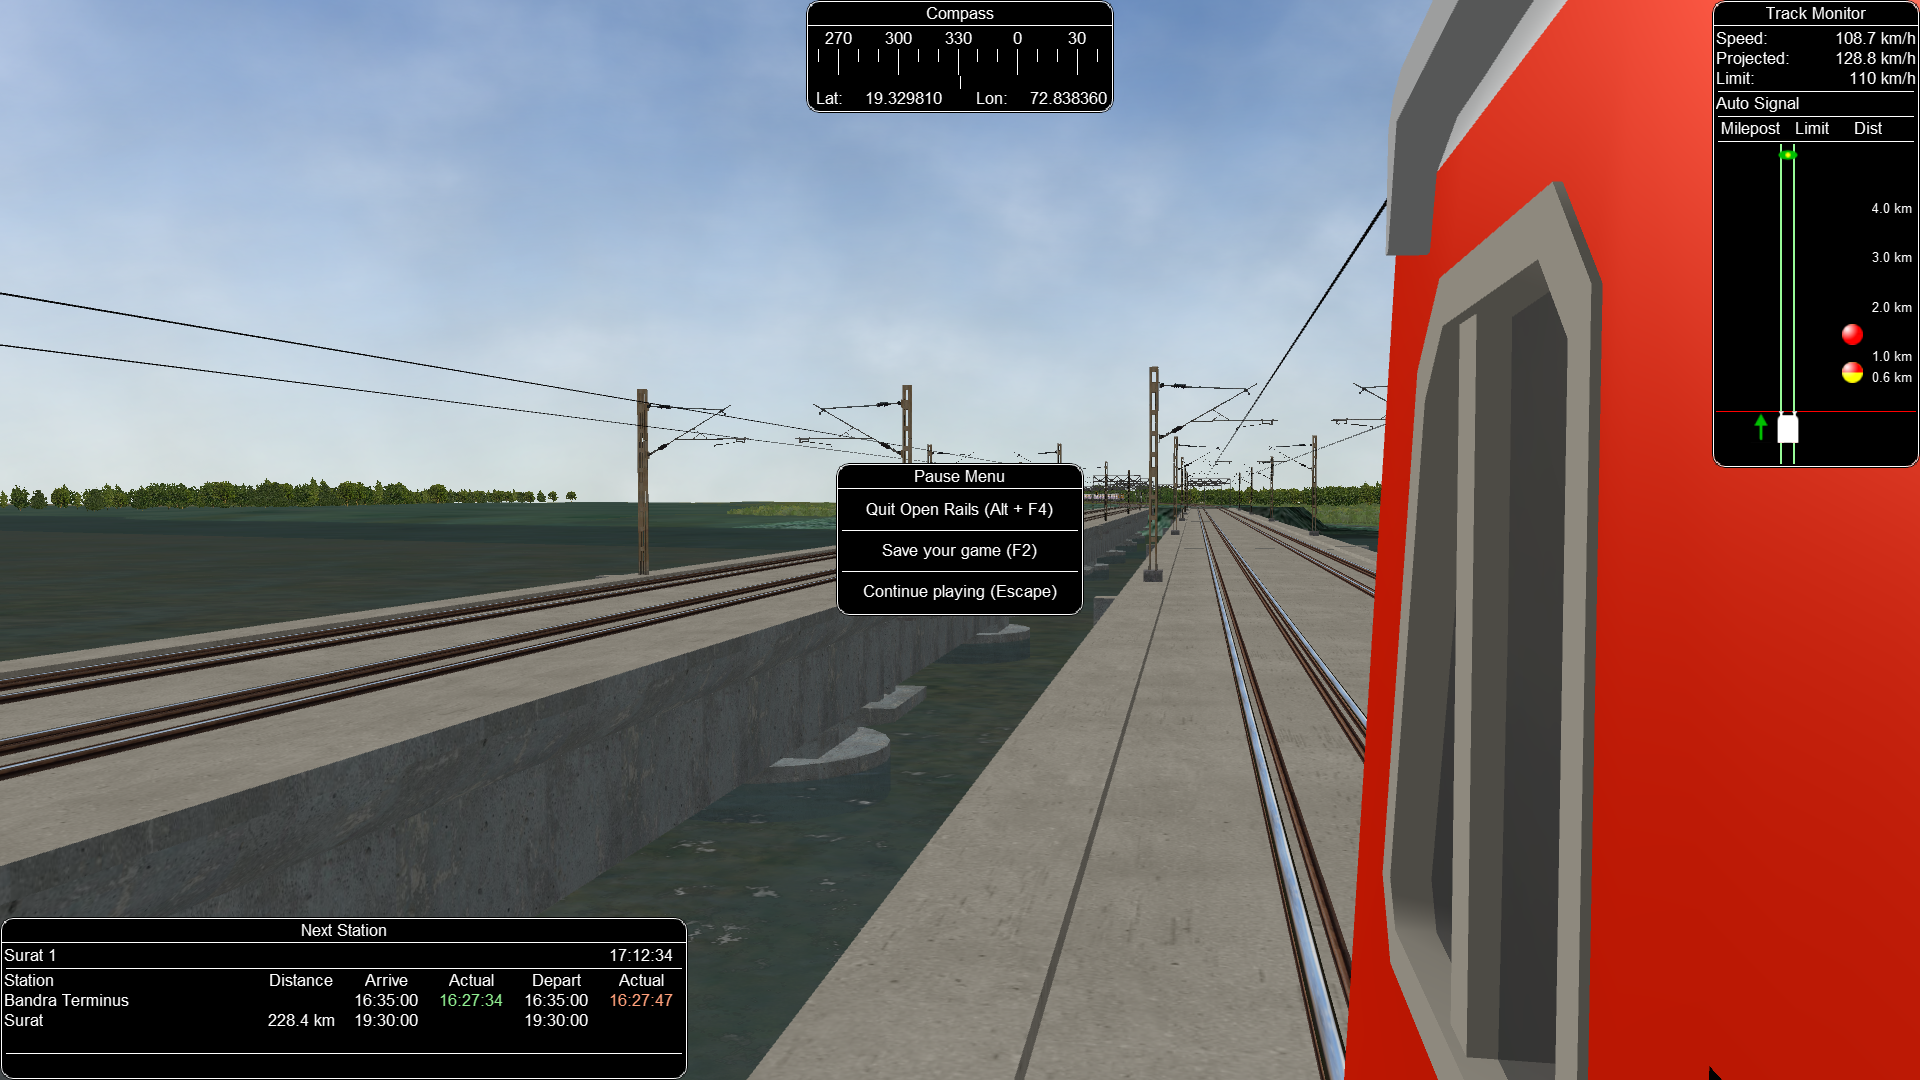 Compass
270 300 330 0 30
Lat: 19.329810 Lon: 72.838360
Track Monitor
Speed: 108.7 km/h
Projected: 128.8 km/h
Limit: 110 km/h
Auto Signal
Milepost Limit Dist
4.0 km
3.0 km
2.0 km
1.0 km
0.6 km
Pause Menu
Quit Open Rails (Alt + F4)
Save your game (F2)
Continue playing (Escape)
Next Station
Surat 1 17:12:34
Station Distance Arrive Actual Depart Actual
Bandra Terminus 16:35:00 16:27:34 16:35:00 16:27:47
Surat 228.4 km 19:30:00 19:30:00